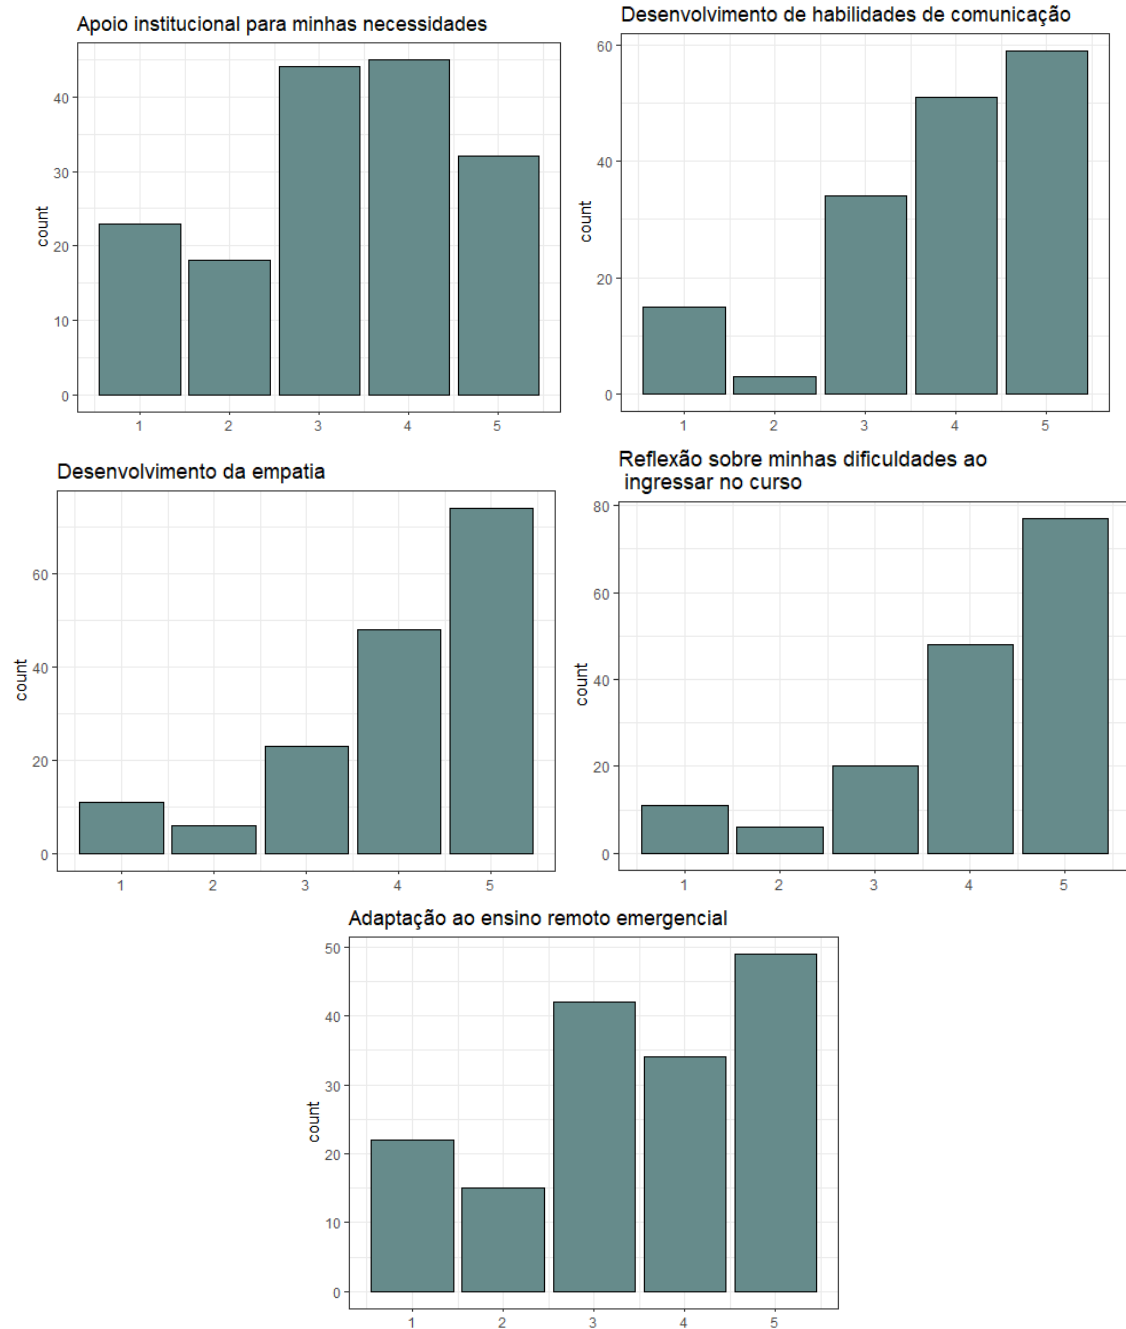 Apoio institucional para minhas necessidades
count
40
30
20
10
0
1 2 3 4 5
Desenvolvimento de habilidades de comunicação
count
60
40
20
0
1 2 3 4 5
Desenvolvimento da empatia
count
60
40
20
0
1 2 3 4 5
Reflexão sobre minhas dificuldades ao
ingressar no curso
count
80
60
40
20
0
1 2 3 4 5
Adaptação ao ensino remoto emergencial
count
50
40
30
20
10
0
1 2 3 4 5